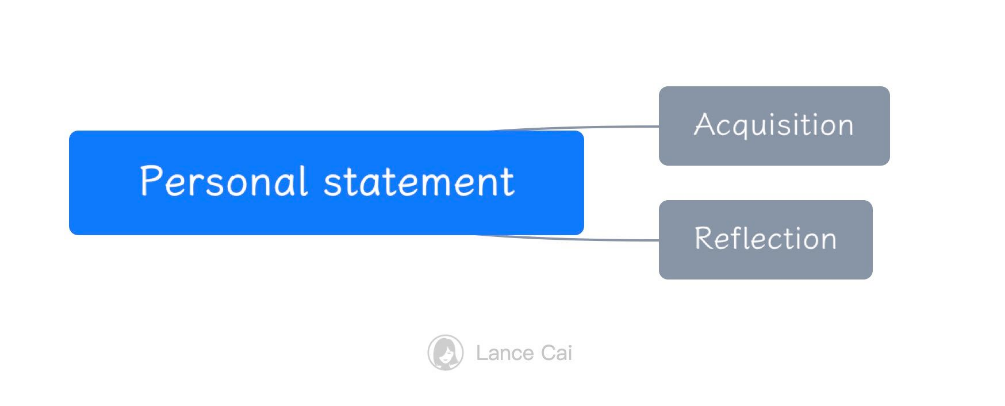 Personal statement
Acquisition
Reflection
Lance Cai